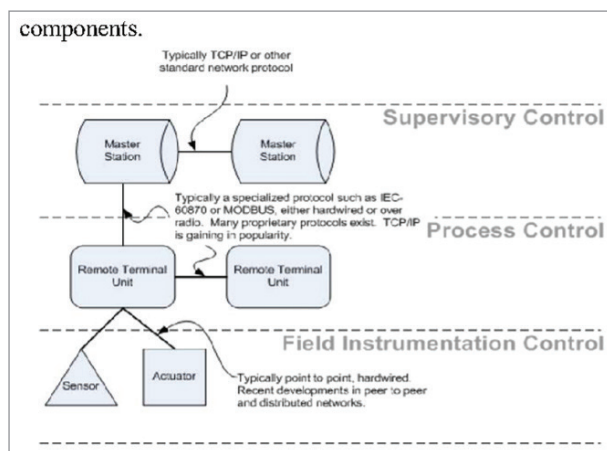 components.
Typically TCP/IP or other
standard network protocol
Supervisory Control
Master
Station
Master
Station
Typically a specialized protocol such as IEC-
60870 or MODBUS, either hardwired or over
radio. Many proprietary protocols exist. TCP/IP
is gaining in popularity.
Process Control
Remote Terminal
Unit
Remote Terminal
Unit
Field Instrumentation Control
Sensor
Actuator
Typically point to point, hardwired.
Recent developments in peer to peer
and distributed networks.